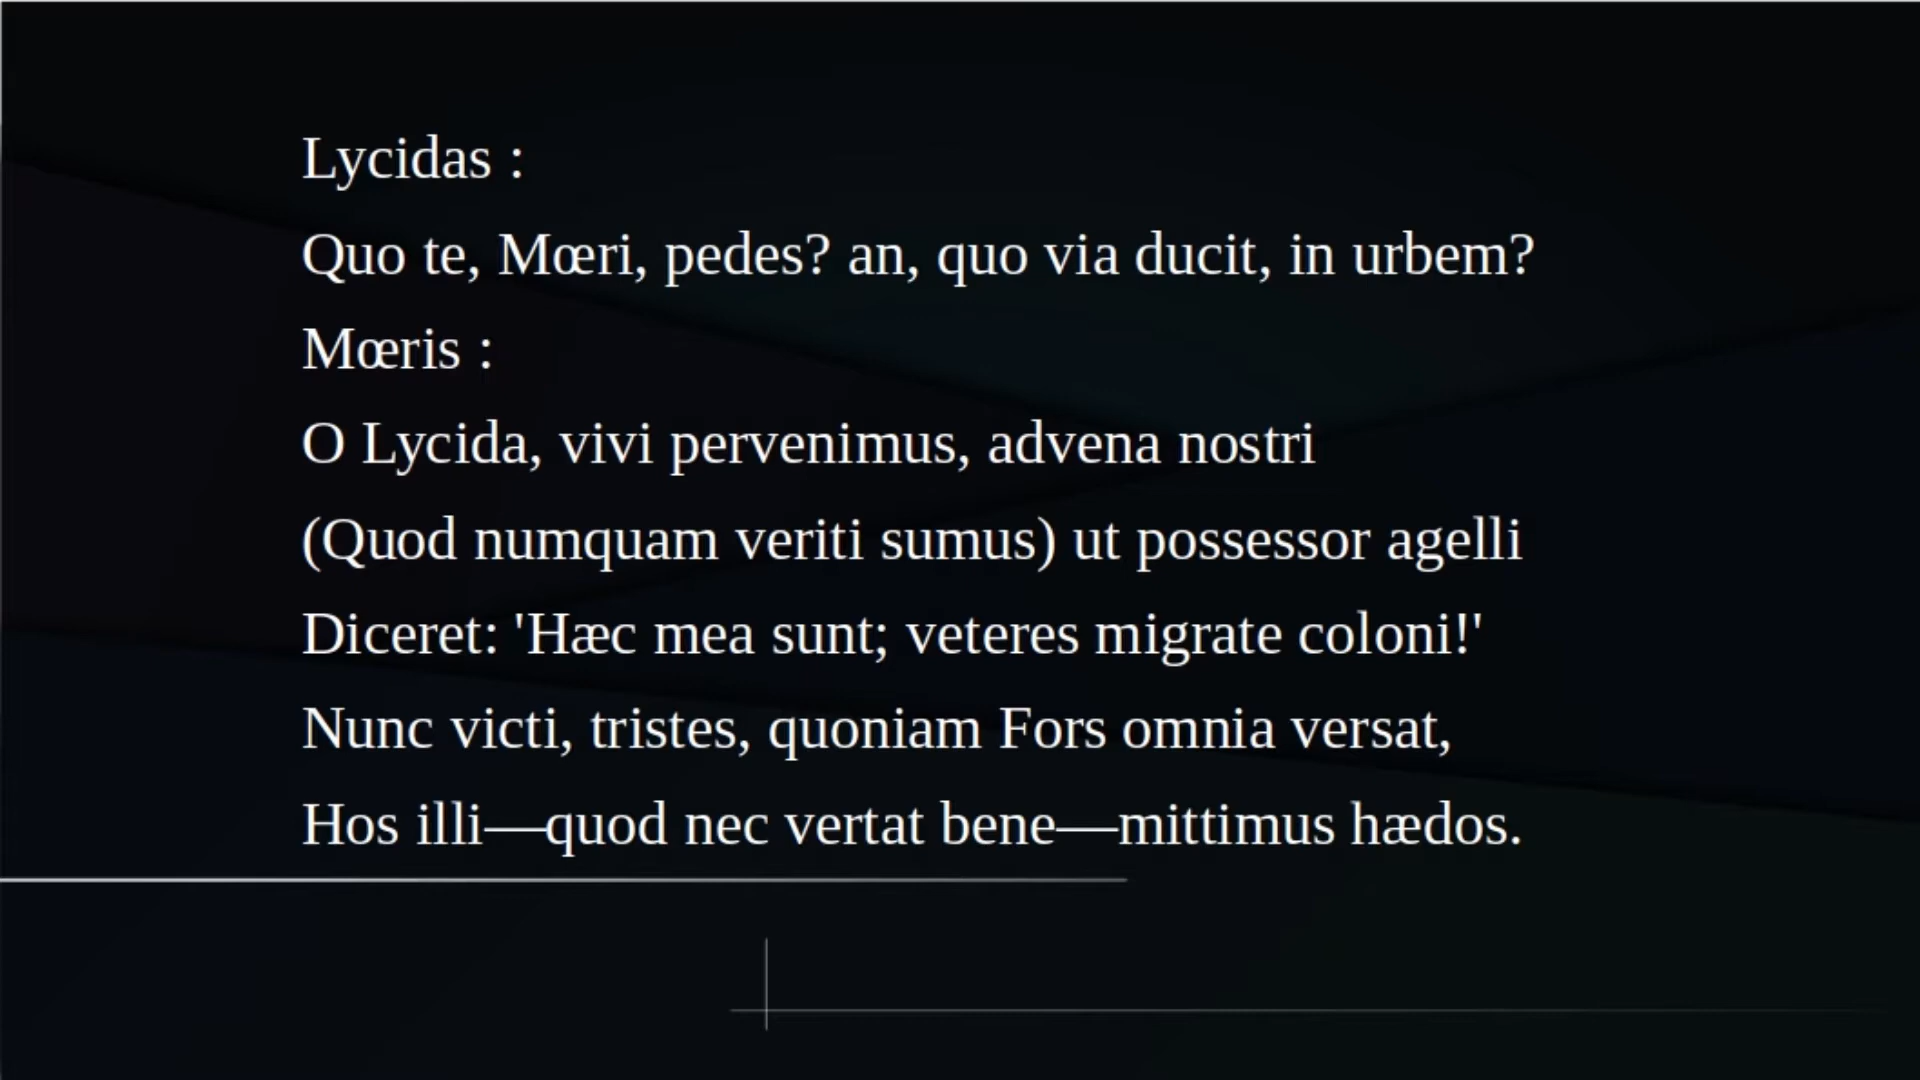 Lycidas :
Quo te, Mœri, pedes? an, quo via ducit, in urbem?
Mœris :
O Lycida, vivi pervenimus, advena nostri
(Quod numquam veriti sumus) ut possessor agelli
Diceret: 'Hæc mea sunt; veteres migrate coloni!'
Nunc victi, tristes, quoniam Fors omnia versat,
Hos illi—quod nec vertat bene—mittimus hædos.